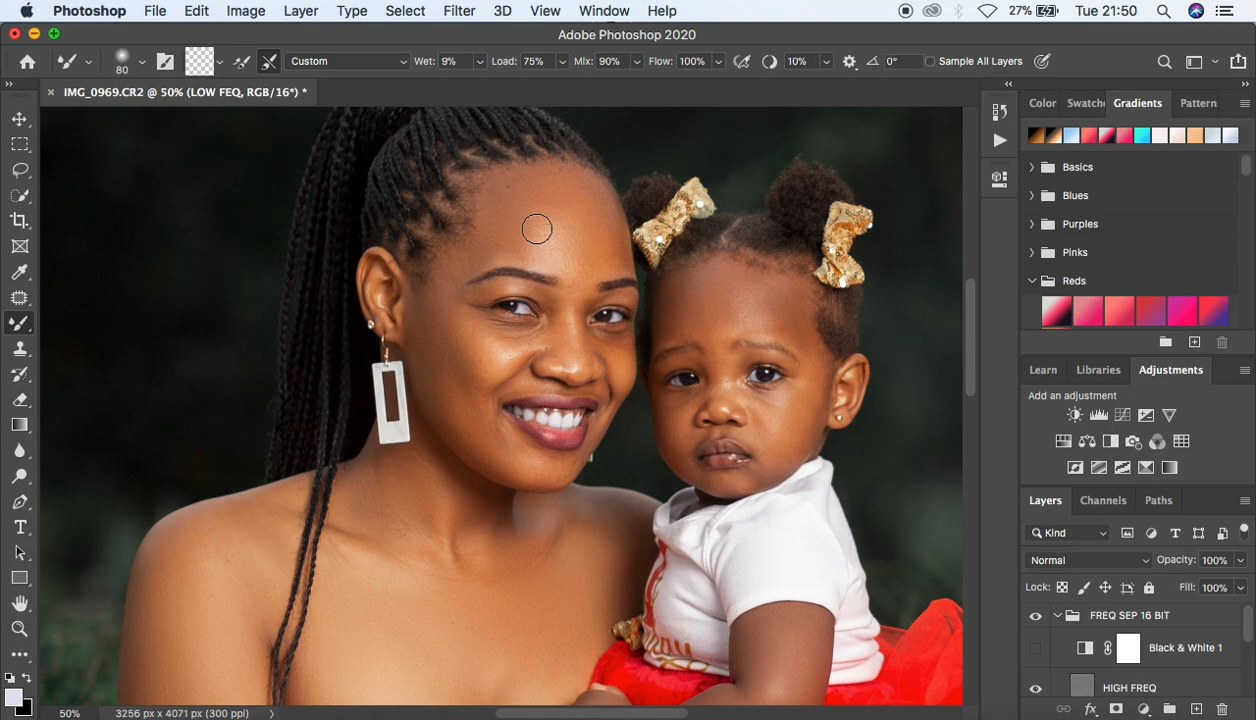 Photoshop File Edit Image Layer Type Select Filter 3D View Window Help 27% Tue 21:50
Adobe Photoshop 2020
80 Custom Wet: 9% Load: 75% Mix: 90% Flow: 100% 10% 0° Sample All Layers
IMG_0969.CR2 @ 50% (LOW FEQ, RGB/16*) *
Color Swatche Gradients Pattern
Basics
Blues
Purples
Pinks
Reds
Learn Libraries Adjustments
Add an adjustment
Layers Channels Paths
Kind
Normal Opacity: 100%
Lock: Fill: 100%
FREQ SEP 16 BIT
Black & White 1
HIGH FREQ
50% 3256 px x 4071 px (300 ppi)